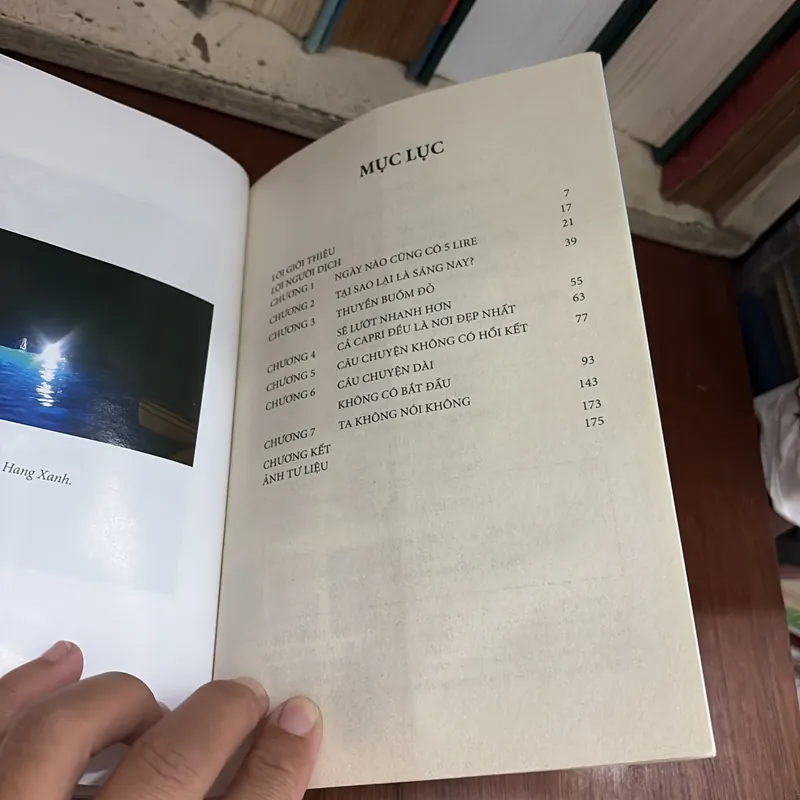 Hang Xanh.
MỤC LỤC
LỜI GIỚI THIỆU 7
LỜI NGƯỜI DỊCH 17
CHƯƠNG 1 NGÀY NÀO CŨNG CÓ 5 LIRE 21
CHƯƠNG 2 TẠI SAO LẠI LÀ SÁNG NAY? 39
CHƯƠNG 3 THUYỀN BUỒM ĐỎ
SẼ LƯỚT NHANH HƠN 55
CHƯƠNG 4 CẢ CAPRI ĐỀU LÀ NƠI ĐẸP NHẤT 63
CHƯƠNG 5 CÂU CHUYỆN KHÔNG CÓ HỒI KẾT 77
CHƯƠNG 6 CÂU CHUYỆN DÀI
KHÔNG CÓ BẮT ĐẦU 93
CHƯƠNG 7 TA KHÔNG NÓI KHÔNG 143
CHƯƠNG KẾT 173
ẢNH TƯ LIỆU 175